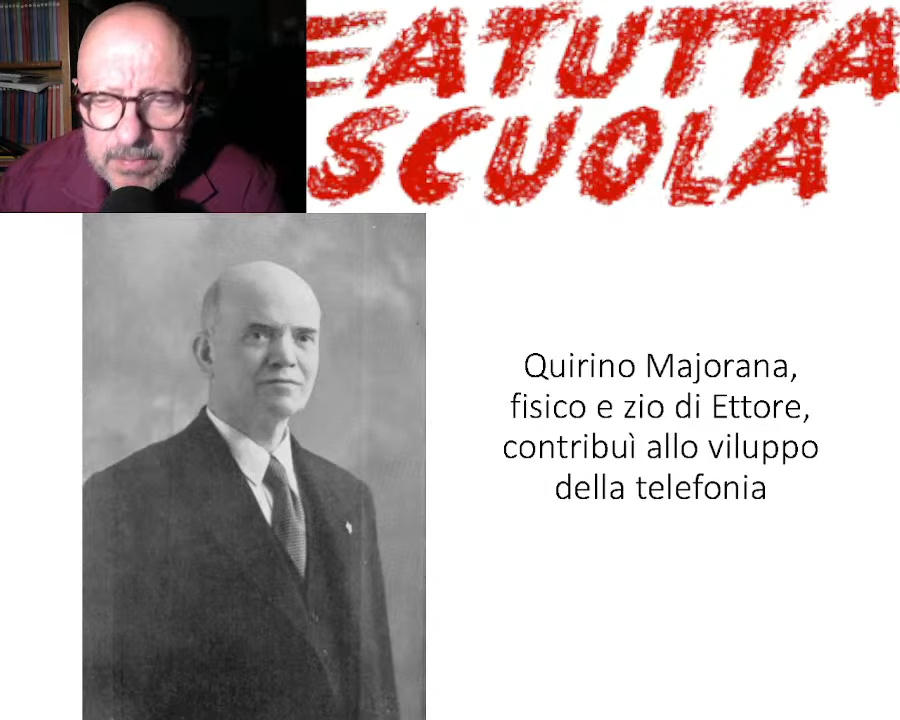 EATUTTA
SCUOLA
Quirino Majorana,
fisico e zio di Ettore,
contribuì allo viluppo
della telefonia